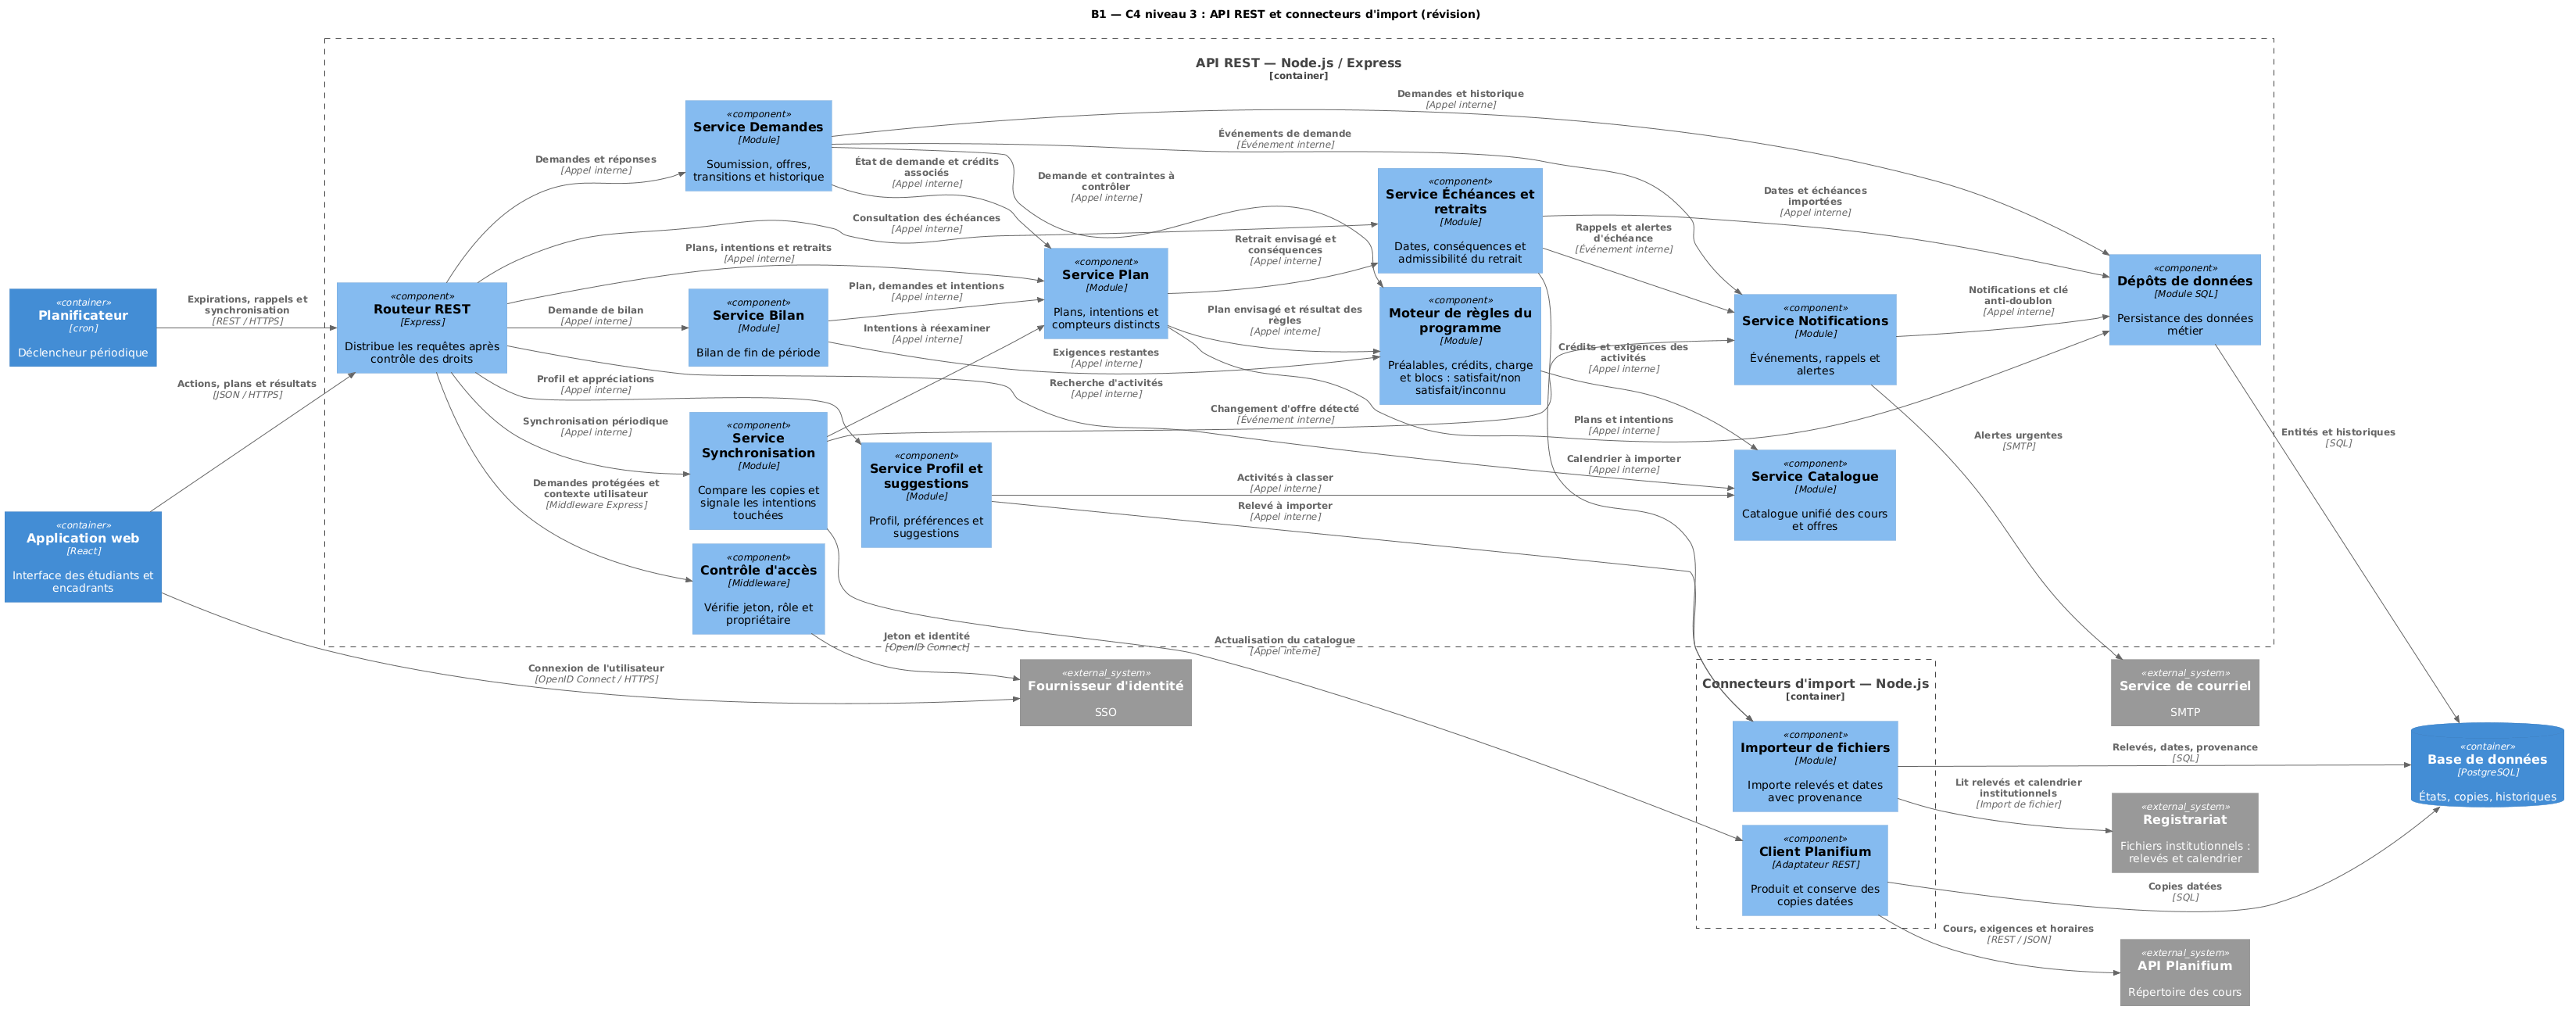 B1 — C4 niveau 3 : API REST et connecteurs d'import (révision)
API REST — Node.js / Express
[container]
«container»
Planificateur
[cron]
Déclencheur périodique
«container»
Application web
[React]
Interface des étudiants et
encadrants
Expirations, rappels et
synchronisation
[REST / HTTPS]
Actions, plans et résultats
[JSON / HTTPS]
«component»
Routeur REST
[Express]
Distribue les requêtes après
contrôle des droits
Demandes et réponses
[Appel interne]
Consultation des échéances
[Appel interne]
Plans, intentions et retraits
[Appel interne]
Demande de bilan
[Appel interne]
Recherche d'activités
[Appel interne]
Profil et appréciations
[Appel interne]
Synchronisation périodique
[Appel interne]
Demandes protégées et
contexte utilisateur
[Middleware Express]
«component»
Service Demandes
[Module]
Soumission, offres,
transitions et historique
Demandes et historique
[Appel interne]
Événements de demande
[Événement interne]
État de demande et crédits
associés
[Appel interne]
Demande et contraintes à
contrôler
[Appel interne]
«component»
Service Bilan
[Module]
Bilan de fin de période
Plan, demandes et intentions
[Appel interne]
Exigences restantes
[Appel interne]
«component»
Service
Synchronisation
[Module]
Compare les copies et
signale les intentions
touchées
Intentions à réexaminer
[Appel interne]
Changement d'offre détecté
[Événement interne]
Actualisation du catalogue
[Appel interne]
«component»
Contrôle d'accès
[Middleware]
Vérifie jeton, rôle et
propriétaire
Jeton et identité
[OpenID Connect]
Connexion de l'utilisateur
[OpenID Connect / HTTPS]
«component»
Service Profil et
suggestions
[Module]
Profil, préférences et
suggestions
Activités à classer
[Appel interne]
Relevé à importer
[Appel interne]
«component»
Service Plan
[Module]
Plans, intentions et
compteurs distincts
Retrait envisagé et
conséquences
[Appel interne]
Plan envisagé et résultat des
règles
[Appel interne]
Plans et intentions
[Appel interne]
«external_system»
Fournisseur d'identité
SSO
«component»
Service Échéances et
retraits
[Module]
Dates, conséquences et
admissibilité du retrait
Dates et échéances
importées
[Appel interne]
Rappels et alertes
d'échéance
[Événement interne]
Calendrier à importer
[Appel interne]
«component»
Moteur de règles du
programme
[Module]
Préalables, crédits, charge
et blocs : satisfait/non
satisfait/inconnu
Crédits et exigences des
activités
[Appel interne]
«component»
Service Notifications
[Module]
Événements, rappels et
alertes
Notifications et clé
anti-doublon
[Appel interne]
Alertes urgentes
[SMTP]
«component»
Service Catalogue
[Module]
Catalogue unifié des cours
et offres
«component»
Dépôts de données
[Module SQL]
Persistance des données
métier
Entités et historiques
[SQL]
Connecteurs d'import — Node.js
[container]
«component»
Importeur de fichiers
[Module]
Importe relevés et dates
avec provenance
Relevés, dates, provenance
[SQL]
Lit relevés et calendrier
institutionnels
[Import de fichier]
«component»
Client Planifium
[Adaptateur REST]
Produit et conserve des
copies datées
Copies datées
[SQL]
Cours, exigences et horaires
[REST / JSON]
«external_system»
Service de courriel
SMTP
«external_system»
Registrariat
Fichiers institutionnels :
relevés et calendrier
«external_system»
API Planifium
Répertoire des cours
«container»
Base de données
[PostgreSQL]
États, copies, historiques